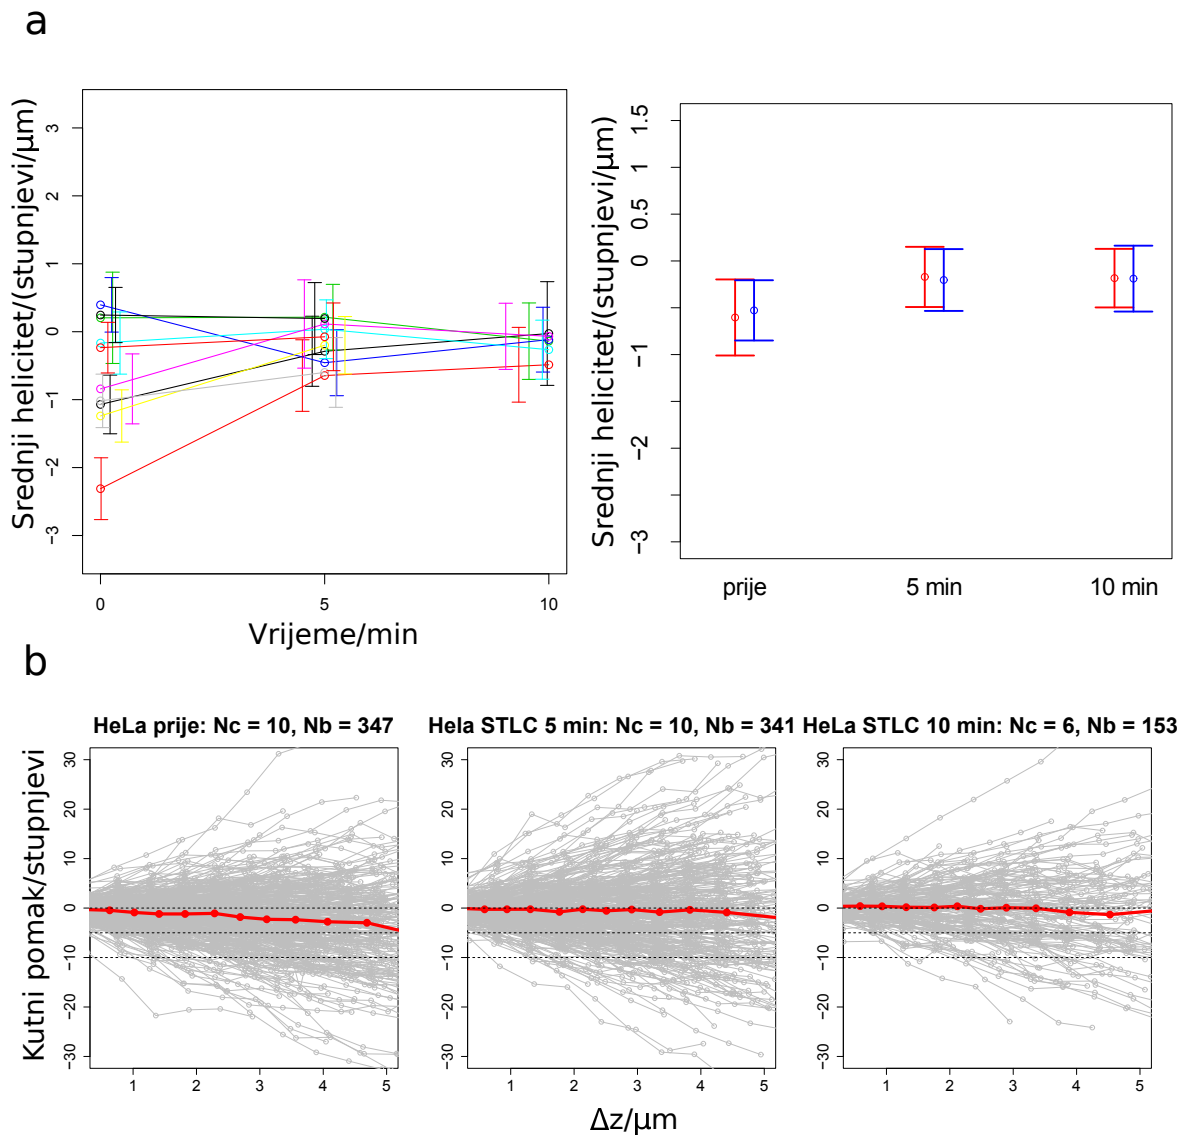 a
Srednji helicitet/(stupnjevi/µm)
3
2
1
0
−1
−2
−3
0
5
10
Vrijeme/min
Srednji helicitet/(stupnjevi/µm)
1.5
1
0.5
0
−1
−2
−3
prije
5 min
10 min
b
HeLa prije: Nc = 10, Nb = 347
Hela STLC 5 min: Nc = 10, Nb = 341
HeLa STLC 10 min: Nc = 6, Nb = 153
Kutni pomak/stupnjevi
30
20
10
0
−10
−20
−30
1 2 3 4 5
30
20
10
0
−10
−20
−30
1 2 3 4 5
30
20
10
0
−10
−20
−30
1 2 3 4 5
Δz/µm